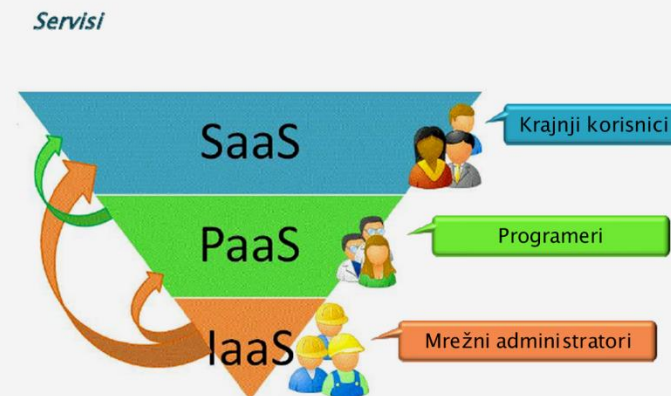 Servisi
SaaS
Krajnji korisnici
PaaS
Programeri
IaaS
Mrežni administratori